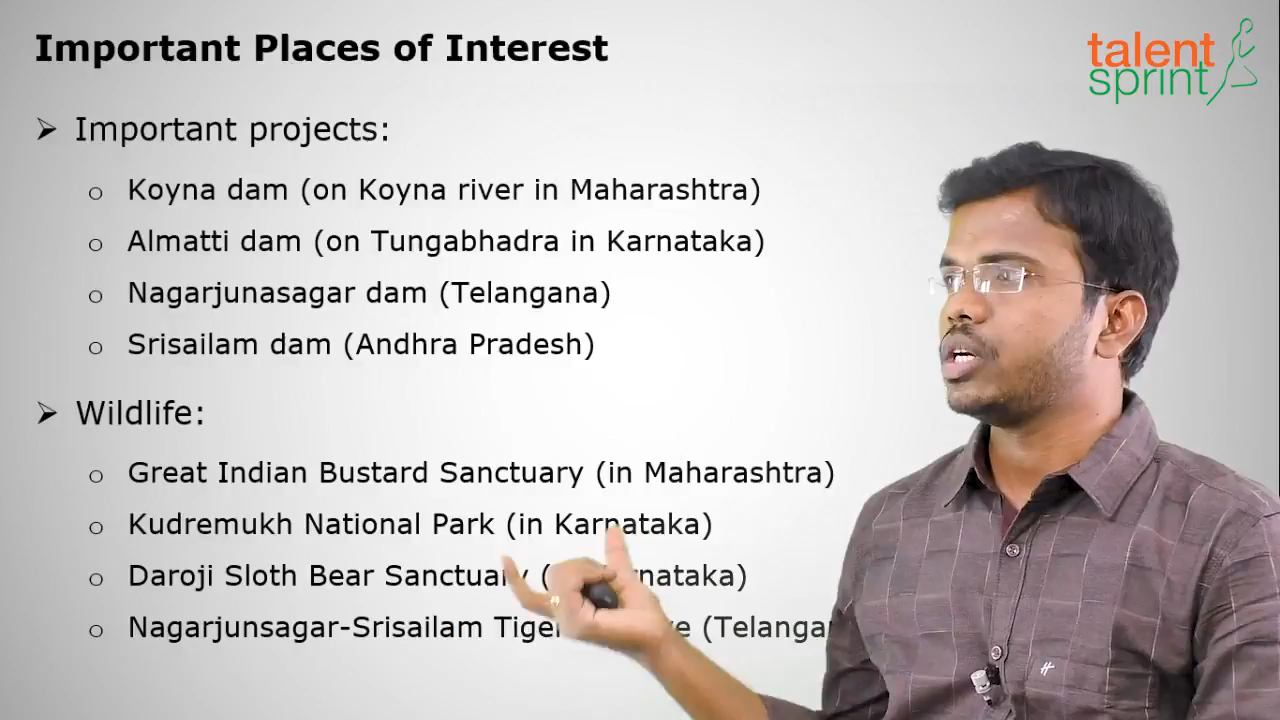 Important Places of Interest
talent
sprint
➢ Important projects:
o Koyna dam (on Koyna river in Maharashtra)
o Almatti dam (on Tungabhadra in Karnataka)
o Nagarjunasagar dam (Telangana)
o Srisailam dam (Andhra Pradesh)
➢ Wildlife:
o Great Indian Bustard Sanctuary (in Maharashtra)
o Kudremukh National Park (in Karnataka)
o Daroji Sloth Bear Sanctuary
o Nagarjunsagar-Srisailam Tiger